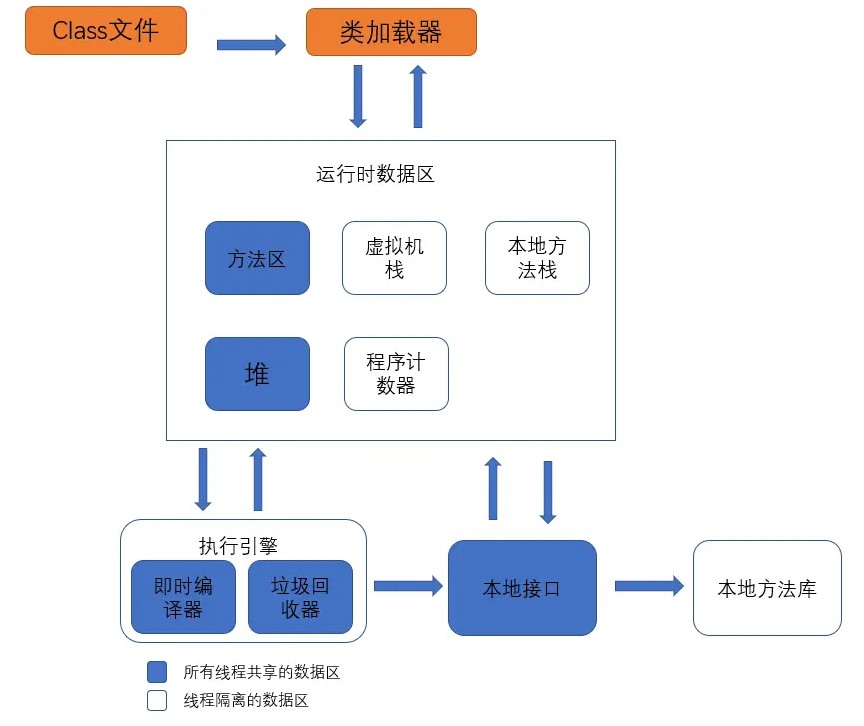 Class文件
类加载器
运行时数据区
方法区
虚拟机
栈
本地方
法栈
堆
程序计
数器
执行引擎
即时编
译器
垃圾回
收器
本地接口
本地方法库
所有线程共享的数据区
线程隔离的数据区